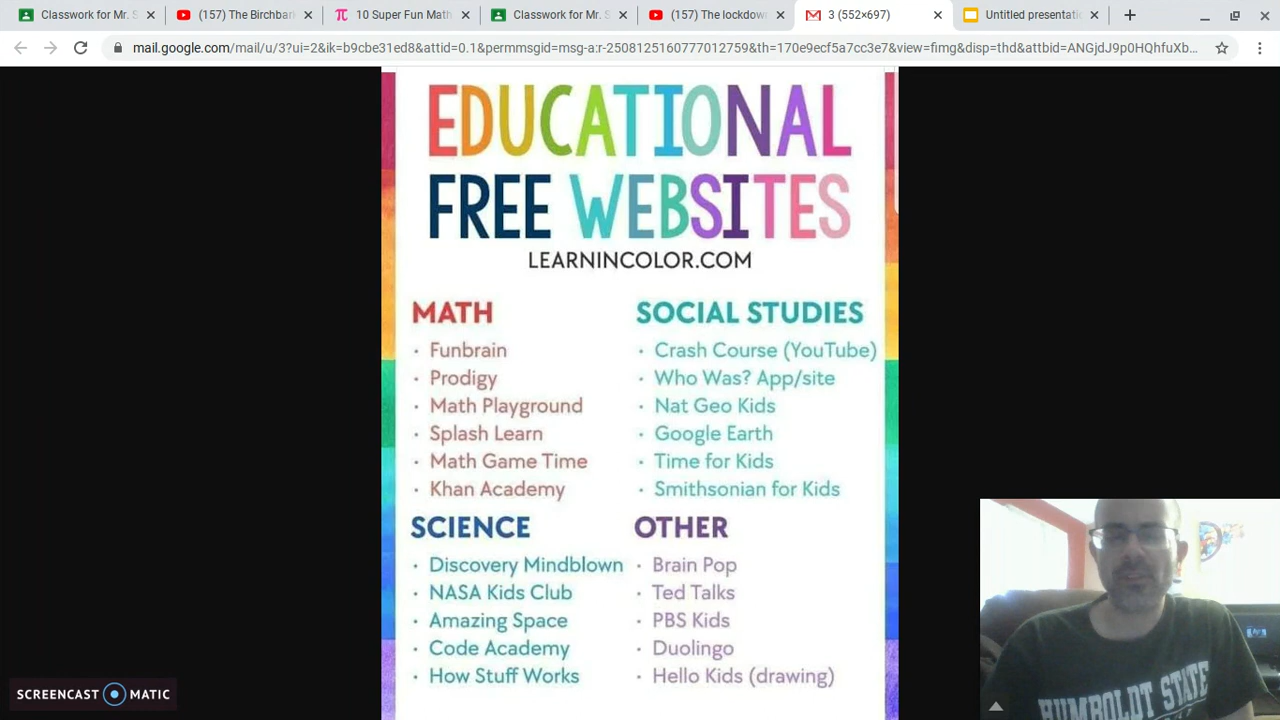 Classwork for Mr. S
(157) The Birchbar
10 Super Fun Math
Classwork for Mr. S
(157) The lockdow
3 (552×697)
Untitled presentatio
mail.google.com/mail/u/3?ui=2&ik=b9cbe31ed8&attid=0.1&permmsgid=msg-a:r-2508125160777012759&th=170e9ecf5a7cc3e7&view=fimg&disp=thd&attbid=ANGjdJ9p0HQhfuXb...
EDUCATIONAL
FREE WEBSITES
LEARNINCOLOR.COM
MATH
· Funbrain
· Prodigy
· Math Playground
· Splash Learn
· Math Game Time
· Khan Academy
SOCIAL STUDIES
· Crash Course (YouTube)
· Who Was? App/site
· Nat Geo Kids
· Google Earth
· Time for Kids
· Smithsonian for Kids
SCIENCE
· Discovery Mindblown
· NASA Kids Club
· Amazing Space
· Code Academy
· How Stuff Works
OTHER
· Brain Pop
· Ted Talks
· PBS Kids
· Duolingo
· Hello Kids (drawing)
SCREENCAST MATIC
HUMBOLDT STATE